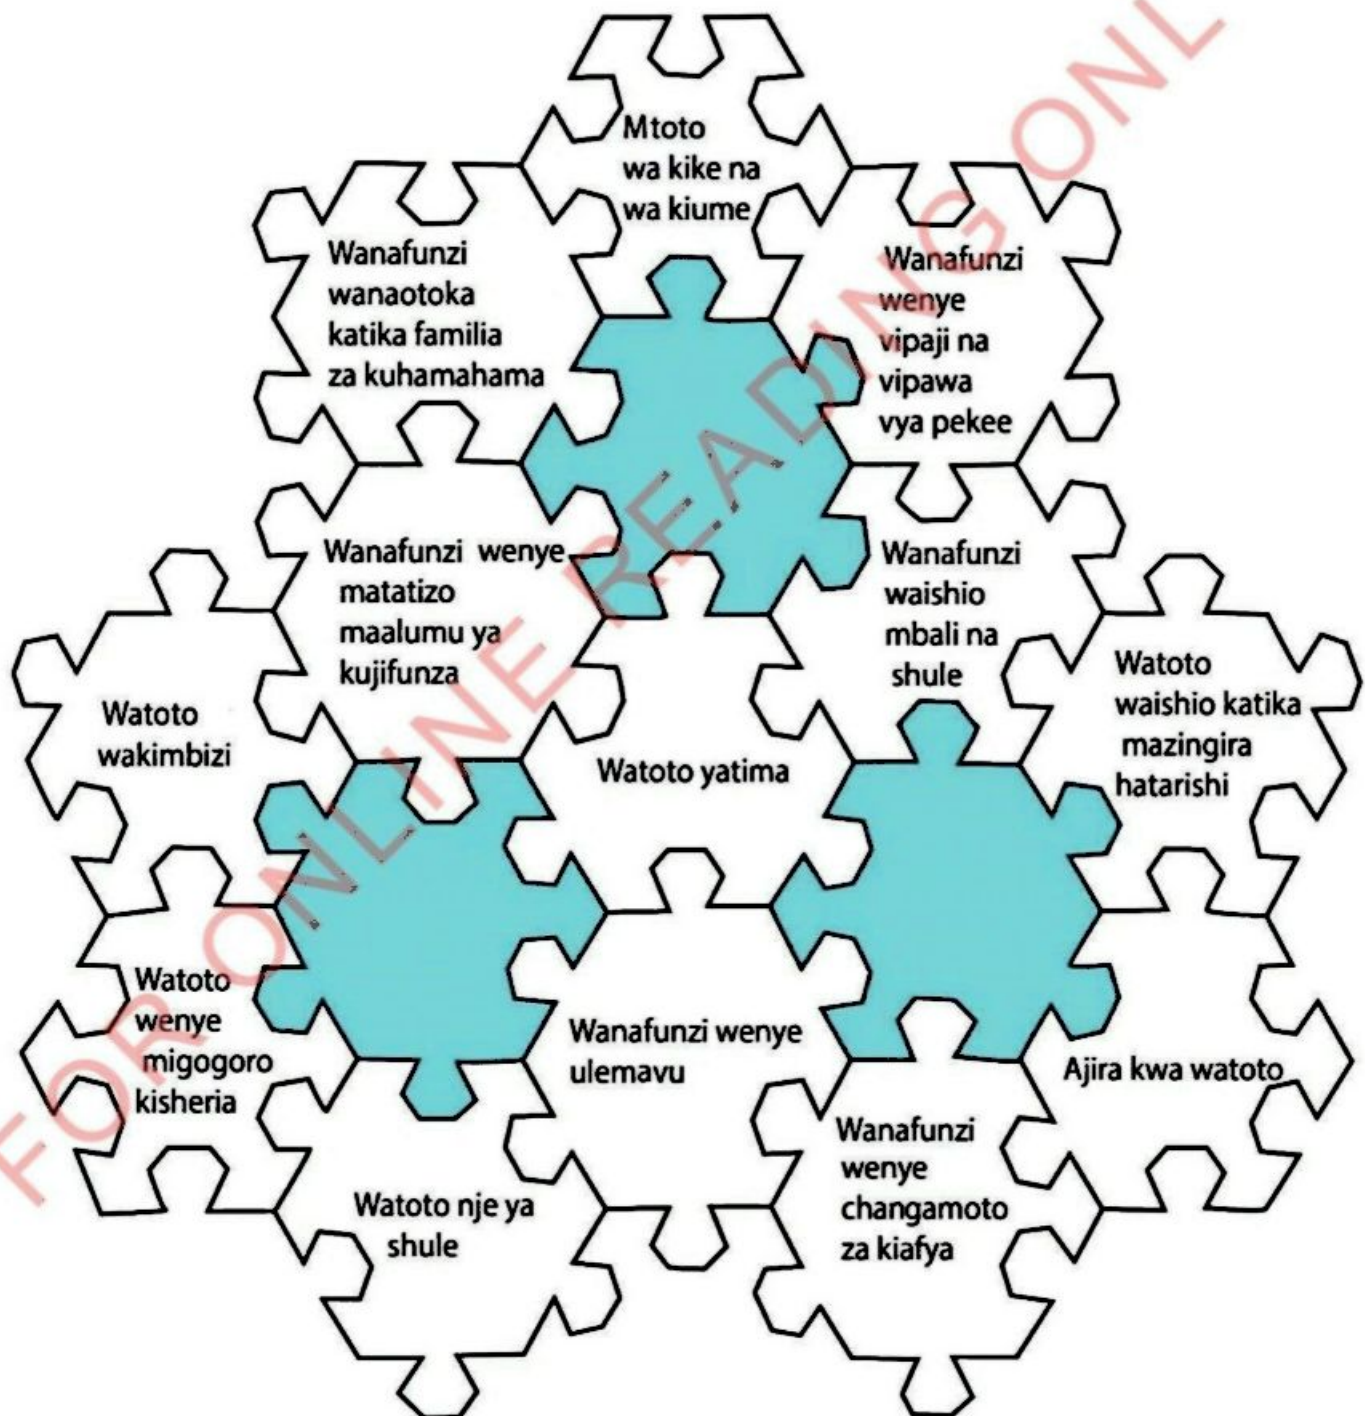 Mtoto
wa kike na
wa kiume
Wanafunzi
wanaotoka
katika familia
za kuhamahama
Wanafunzi
wenye
vipaji na
vipawa
vya pekee
Wanafunzi wenye
matatizo
maalumu ya
kujifunza
Wanafunzi
waishio
mbali na
shule
Watoto
wakimbizi
Watoto yatima
Watoto
waishio katika
mazingira
hatarishi
Watoto
wenye
migogoro
kisheria
Wanafunzi wenye
ulemavu
Ajira kwa watoto
Watoto nje ya
shule
Wanafunzi
wenye
changamoto
za kiafya
FOR ONLINE READING ONL